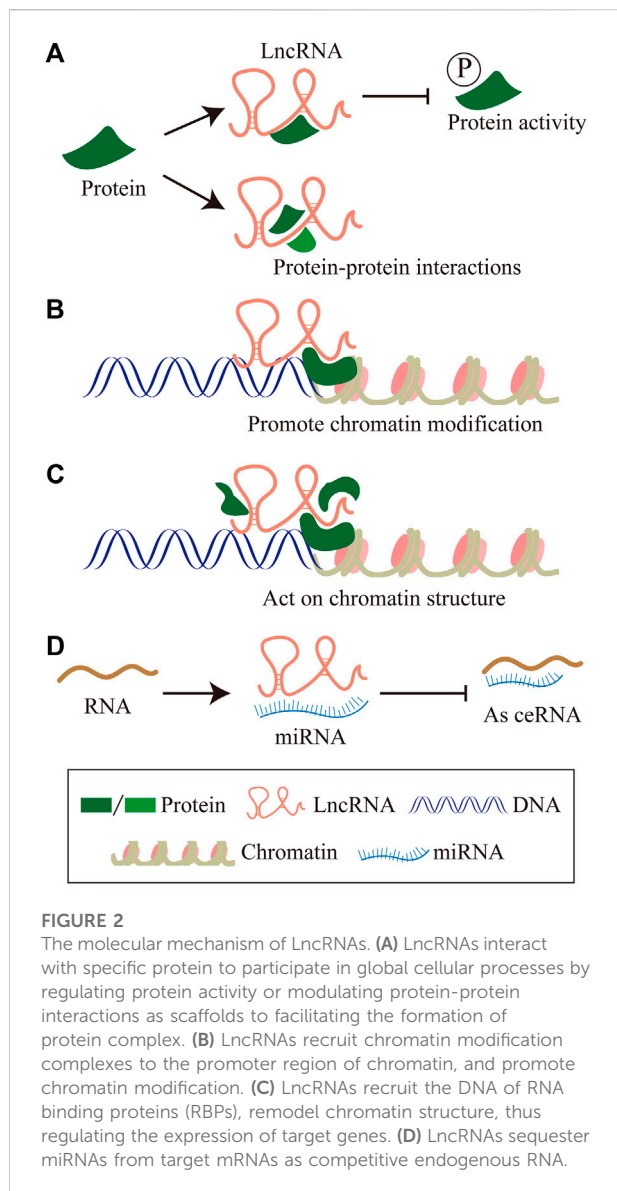 A
LncRNA
P
Protein activity
Protein
Protein-protein interactions
B
Promote chromatin modification
C
Act on chromatin structure
D
RNA
miRNA
As ceRNA
/ Protein LncRNA DNA
Chromatin miRNA
FIGURE 2
The molecular mechanism of LncRNAs. (A) LncRNAs interact
with specific protein to participate in global cellular processes by
regulating protein activity or modulating protein-protein
interactions as scaffolds to facilitating the formation of
protein complex. (B) LncRNAs recruit chromatin modification
complexes to the promoter region of chromatin, and promote
chromatin modification. (C) LncRNAs recruit the DNA of RNA
binding proteins (RBPs), remodel chromatin structure, thus
regulating the expression of target genes. (D) LncRNAs sequester
miRNAs from target mRNAs as competitive endogenous RNA.